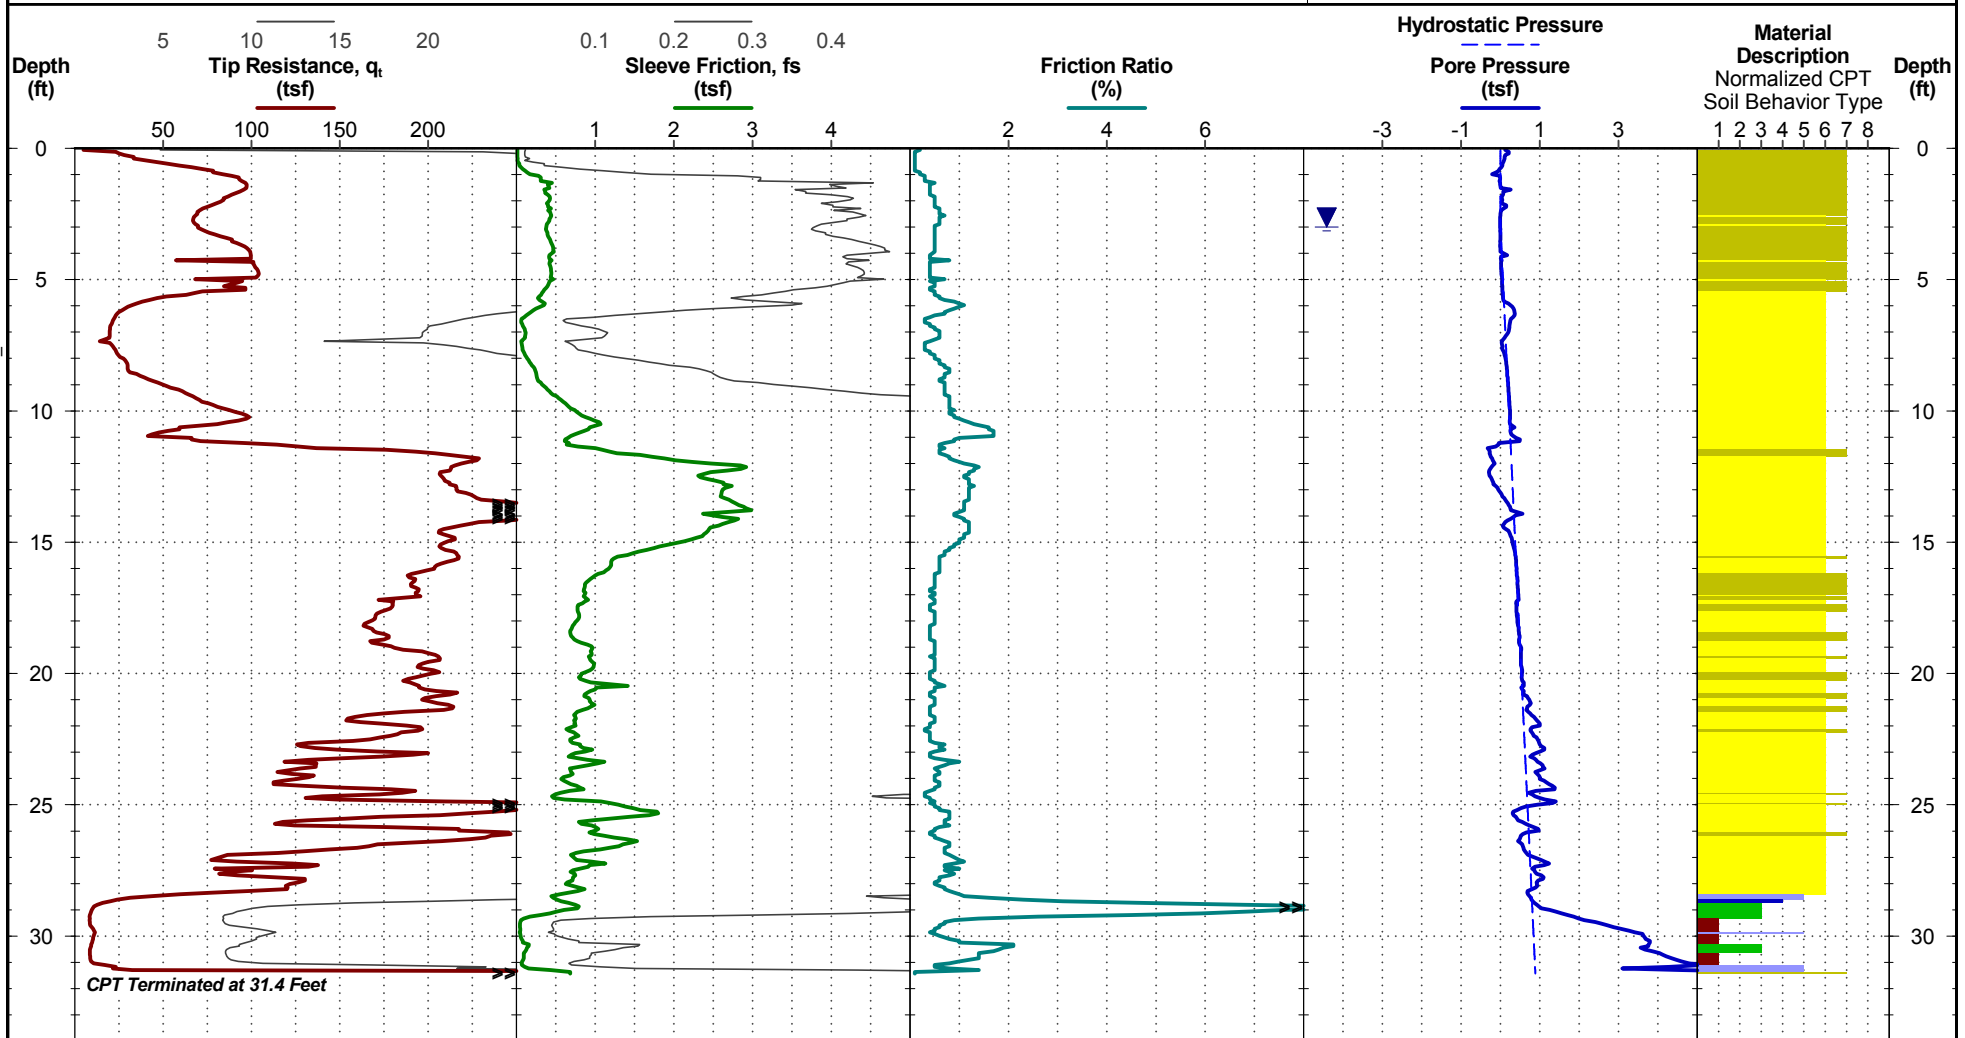 Hydrostatic Pressure
5 10 15 20 0.1 0.2 0.3 0.4
Material
Description
Normalized CPT
Soil Behavior Type
Depth
(ft)
Tip Resistance, qt
(tsf)
Sleeve Friction, fs
(tsf)
Friction Ratio
(%)
Pore Pressure
(tsf)
Depth
(ft)
50 100 150 200 1 2 3 4 2 4 6 -3 -1 1 3 1 2 3 4 5 6 7 8
0 0
5 5
10 10
15 15
20 20
25 25
30 30
CPT Terminated at 31.4 Feet